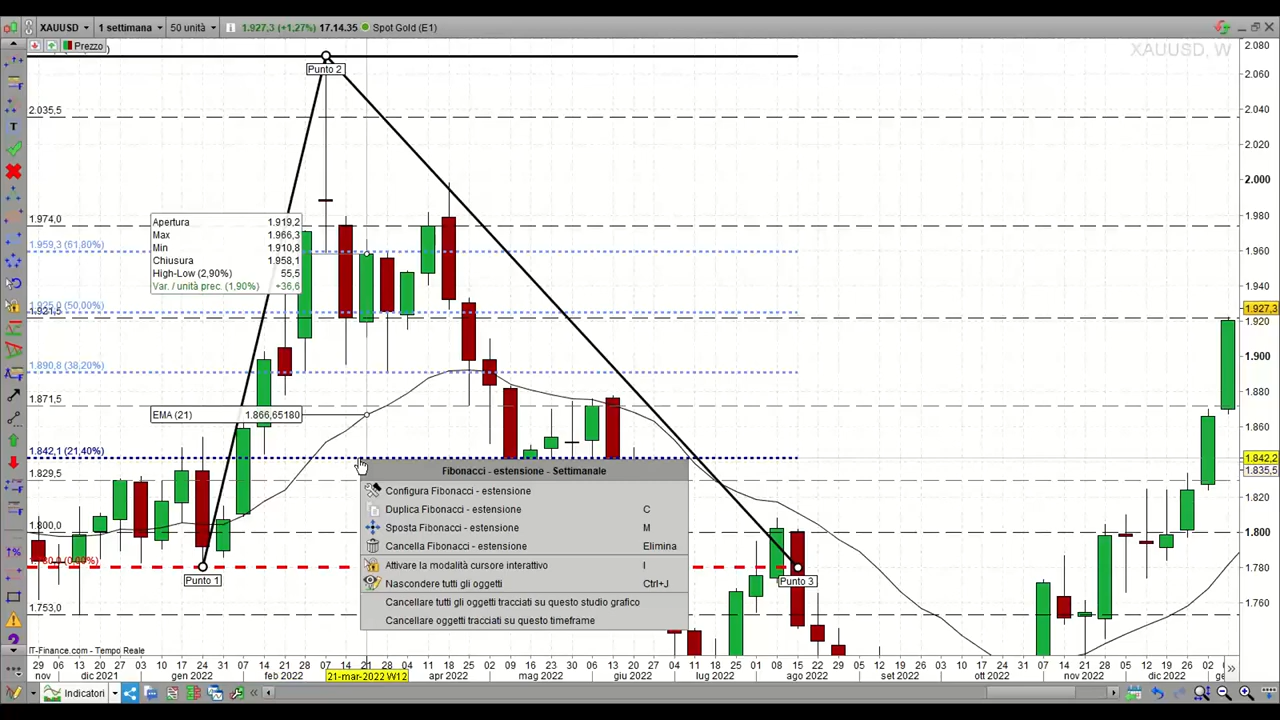 XAUUSD 1 settimana 50 unità 1.927,3 (+1,27%) 17.14.35 Spot Gold (E1)
Prezzo
XAUUSD, W
Punto 2
2.035,5
1.974,0
1.959,3 (61,80%)
1.925,0 (50,00%)
1.921,5
1.890,8 (38,20%)
1.871,5
1.842,1 (21,40%)
1.829,5
1.800,0
1.780,0 (0,00%)
1.753,0
Apertura 1.919,2
Max 1.966,3
Min 1.910,8
Chiusura 1.958,1
High-Low (2,90%) 55,5
Var. / unità prec. (1,90%) +36,6
EMA (21) 1.866,65180
Fibonacci - estensione - Settimanale
Configura Fibonacci - estensione
Duplica Fibonacci - estensione C
Sposta Fibonacci - estensione M
Cancella Fibonacci - estensione Elimina
Attivare la modalità cursore interattivo I
Nascondere tutti gli oggetti Ctrl+J
Cancellare tutti gli oggetti tracciati su questo studio grafico
Cancellare oggetti tracciati su questo timeframe
Punto 1
Punto 3
2.080
2.060
2.040
2.020
2.000
1.980
1.960
1.940
1.927,3
1.920
1.900
1.880
1.860
1.842,2
1.835,5
1.820
1.800
1.780
1.760
IT-Finance.com - Tempo Reale
29 06 13 20 27 03 10 17 24 31 07 14 21 28 07 14 21 28 04 11 18 25 02 09 16 23 30 06 13 20 27 04 11 18 25 01 08 15 22 29 05 12 19 26 03 10 17 24 31 07 14 21 28 05 12 19 26 02
nov dic 2021 gen 2022 feb 2022 21-mar-2022 W12 apr 2022 mag 2022 giu 2022 lug 2022 ago 2022 set 2022 ott 2022 nov 2022 dic 2022
Indicatori